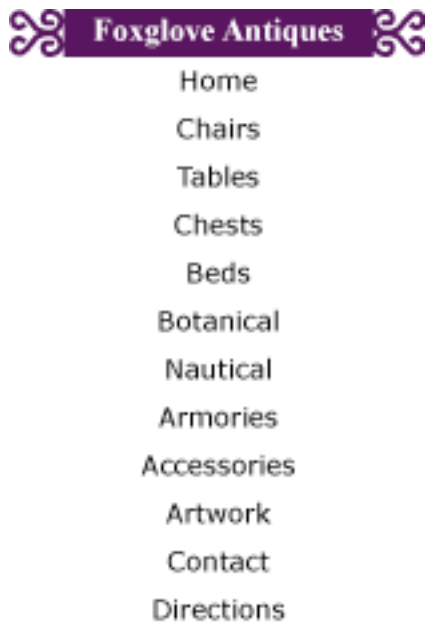 Foxglove Antiques
Home
Chairs
Tables
Chests
Beds
Botanical
Nautical
Armories
Accessories
Artwork
Contact
Directions